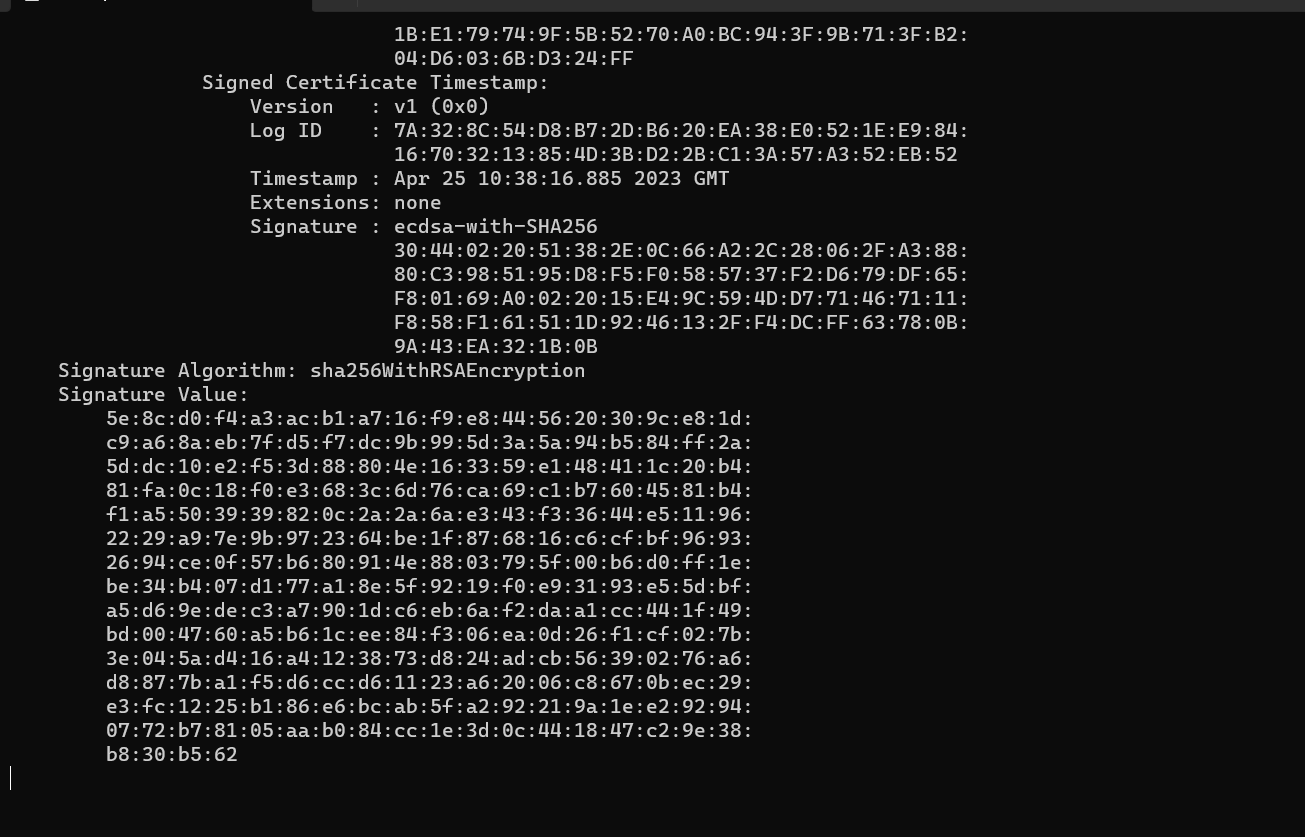 1B:E1:79:74:9F:5B:52:70:A0:BC:94:3F:9B:71:3F:B2:
04:D6:03:6B:D3:24:FF
Signed Certificate Timestamp:
Version   : v1 (0x0)
Log ID    : 7A:32:8C:54:D8:B7:2D:B6:20:EA:38:E0:52:1E:E9:84:
16:70:32:13:85:4D:3B:D2:2B:C1:3A:57:A3:52:EB:52
Timestamp : Apr 25 10:38:16.885 2023 GMT
Extensions: none
Signature : ecdsa-with-SHA256
30:44:02:20:51:38:2E:0C:66:A2:2C:28:06:2F:A3:88:
80:C3:98:51:95:D8:F5:F0:58:57:37:F2:D6:79:DF:65:
F8:01:69:A0:02:20:15:E4:9C:59:4D:D7:71:46:71:11:
F8:58:F1:61:51:1D:92:46:13:2F:F4:DC:FF:63:78:0B:
9A:43:EA:32:1B:0B
Signature Algorithm: sha256WithRSAEncryption
Signature Value:
5e:8c:d0:f4:a3:ac:b1:a7:16:f9:e8:44:56:20:30:9c:e8:1d:
c9:a6:8a:eb:7f:d5:f7:dc:9b:99:5d:3a:5a:94:b5:84:ff:2a:
5d:dc:10:e2:f5:3d:88:80:4e:16:33:59:e1:48:41:1c:20:b4:
81:fa:0c:18:f0:e3:68:3c:6d:76:ca:69:c1:b7:60:45:81:b4:
f1:a5:50:39:39:82:0c:2a:2a:6a:e3:43:f3:36:44:e5:11:96:
22:29:a9:7e:9b:97:23:64:be:1f:87:68:16:c6:cf:bf:96:93:
26:94:ce:0f:57:b6:80:91:4e:88:03:79:5f:00:b6:d0:ff:1e:
be:34:b4:07:d1:77:a1:8e:5f:92:19:f0:e9:31:93:e5:5d:bf:
a5:d6:9e:de:c3:a7:90:1d:c6:eb:6a:f2:da:a1:cc:44:1f:49:
bd:00:47:60:a5:b6:1c:ee:84:f3:06:ea:0d:26:f1:cf:02:7b:
3e:04:5a:d4:16:a4:12:38:73:d8:24:ad:cb:56:39:02:76:a6:
d8:87:7b:a1:f5:d6:cc:d6:11:23:a6:20:06:c8:67:0b:ec:29:
e3:fc:12:25:b1:86:e6:bc:ab:5f:a2:92:21:9a:1e:e2:92:94:
07:72:b7:81:05:aa:b0:84:cc:1e:3d:0c:44:18:47:c2:9e:38:
b8:30:b5:62